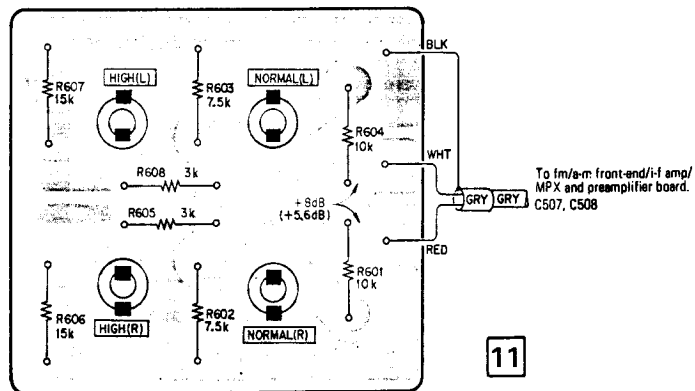 BLK
R607
15k
HIGH(L)
R603
7.5k
NORMAL(L)
R604
10k
R608 3k
WHT
To fm/a-m front-end/i-f amp/
MPX and preamplifier board.
C507, C508
GRY GRY
+8dB
(+5.6dB)
R605 3k
RED
R601
10k
R606
15k
HIGH(R)
R602
7.5k
NORMAL(R)
11